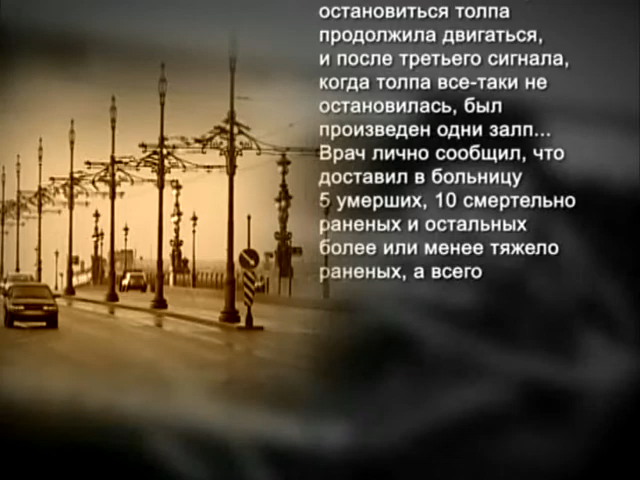 остановиться толпа
продолжила двигаться,
и после третьего сигнала,
когда толпа все-таки не
остановилась, был
произведен одни залп...
Врач лично сообщил, что
доставил в больницу
5 умерших, 10 смертельно
раненых и остальных
более или менее тяжело
раненых, а всего